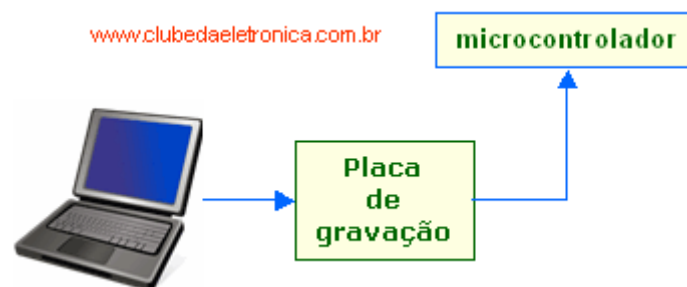 www.clubedaeletronica.com.br
microcontrolador
Placa
de
gravação